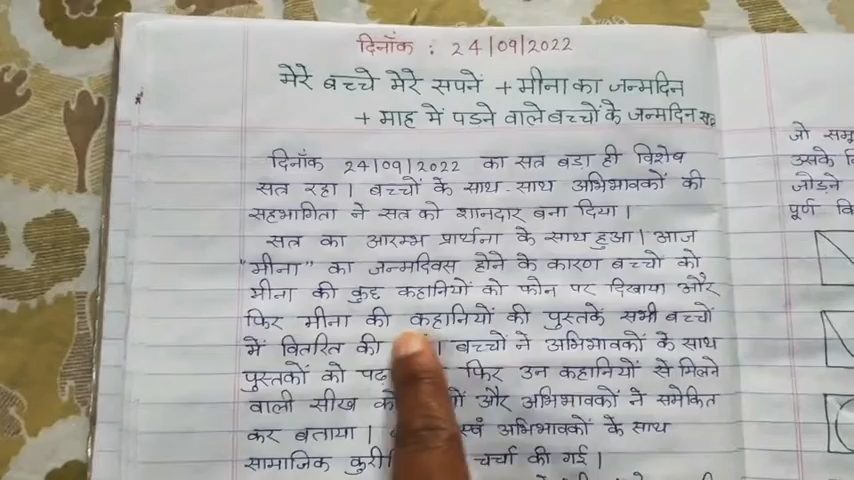 दिनाँक : 24/09/2022
मेरे बच्चे मेरे सपनें + मीना का जन्मदिन
+ माह में पड़ने वाले बच्चों के जन्मदिन सत्र
दिनाँक 24/09/2022 का सत्र बड़ा ही विशेष
सत्र रहा। बच्चों के साथ-साथ अभिभावकों की
सहभागिता ने सत्र को शानदार बना दिया।
सत्र का आरम्भ प्रार्थना के साथ हुआ। आज
"मीना" का जन्मदिवस होने के कारण बच्चों को
मीना की कुछ कहानियों को फोन पर दिखाया और
फिर मीना की कहानियों की पुस्तकें सभी बच्चों
में वितरित की । बच्चों ने अभिभावकों के साथ
पुस्तकों को फिर उन कहानियों से मिलने
वाली सीख को और अभिभावकों ने समेकित
कर बताया। एवं अभिभावकों के साथ
सामाजिक चर्चा की गई।
जो
उसके
जोड़ने
पूर्ण